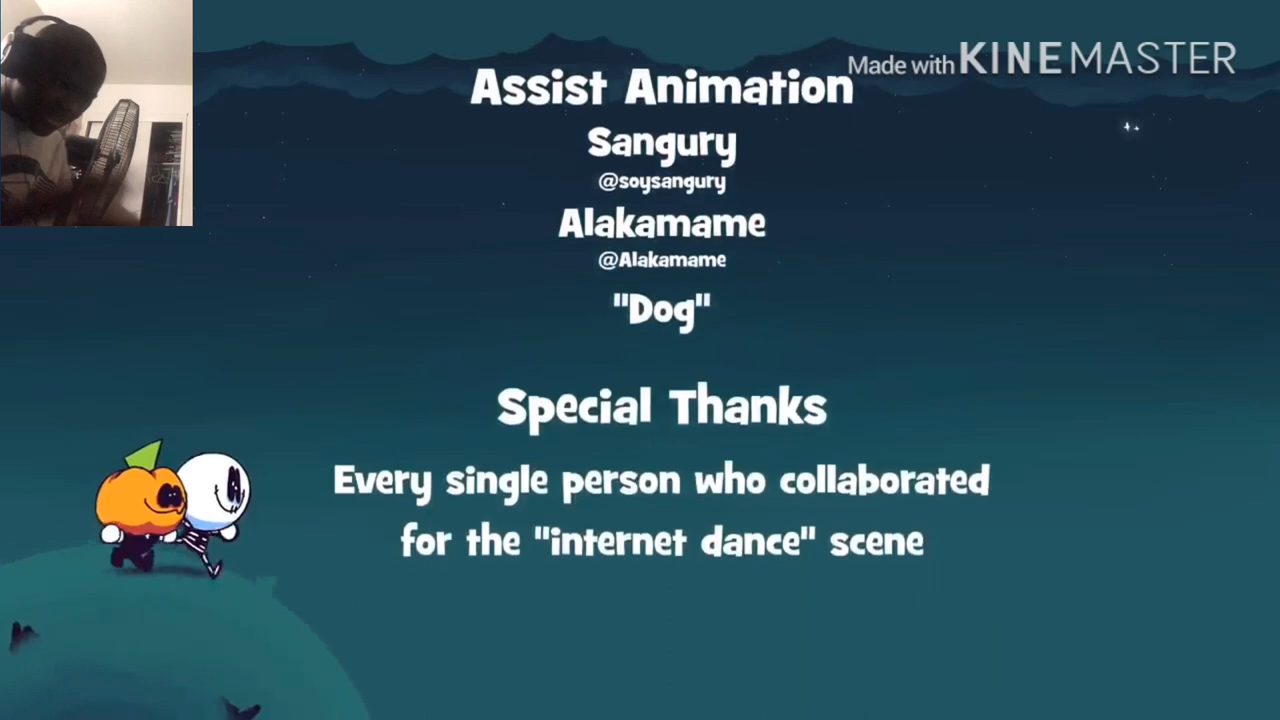 Made with KINEMASTER
Assist Animation
Sangury
@soysangury
Alakamame
@Alakamame
"Dog"
Special Thanks
Every single person who collaborated
for the "internet dance" scene